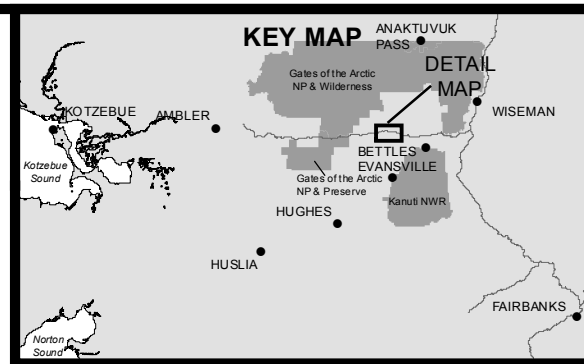 KEY MAP
ANAKTUVUK
PASS
Gates of the Arctic
NP & Wilderness
DETAIL
MAP
WISEMAN
KOTZEBUE
AMBLER
Kotzebue
Sound
BETTLES
EVANSVILLE
Gates of the Arctic
NP & Preserve
Kanuti NWR
HUGHES
HUSLIA
FAIRBANKS
Norton
Sound